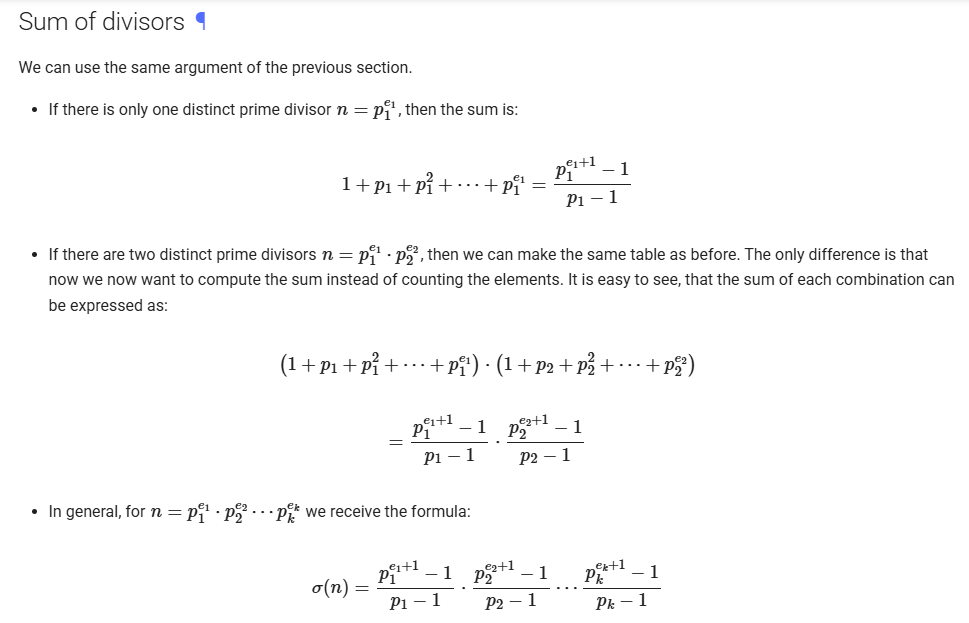 Sum of divisors ¶
We can use the same argument of the previous section.
• If there is only one distinct prime divisor $n = p_1^{e_1}$, then the sum is:
$1 + p_1 + p_1^2 + \cdots + p_1^{e_1} = \frac{p_1^{e_1+1} - 1}{p_1 - 1}$
• If there are two distinct prime divisors $n = p_1^{e_1} \cdot p_2^{e_2}$, then we can make the same table as before. The only difference is that
now we now want to compute the sum instead of counting the elements. It is easy to see, that the sum of each combination can
be expressed as:
$(1 + p_1 + p_1^2 + \cdots + p_1^{e_1}) \cdot (1 + p_2 + p_2^2 + \cdots + p_2^{e_2})$
$= \frac{p_1^{e_1+1} - 1}{p_1 - 1} \cdot \frac{p_2^{e_2+1} - 1}{p_2 - 1}$
• In general, for $n = p_1^{e_1} \cdot p_2^{e_2} \cdots p_k^{e_k}$ we receive the formula:
$\sigma(n) = \frac{p_1^{e_1+1} - 1}{p_1 - 1} \cdot \frac{p_2^{e_2+1} - 1}{p_2 - 1} \cdots \frac{p_k^{e_k+1} - 1}{p_k - 1}$